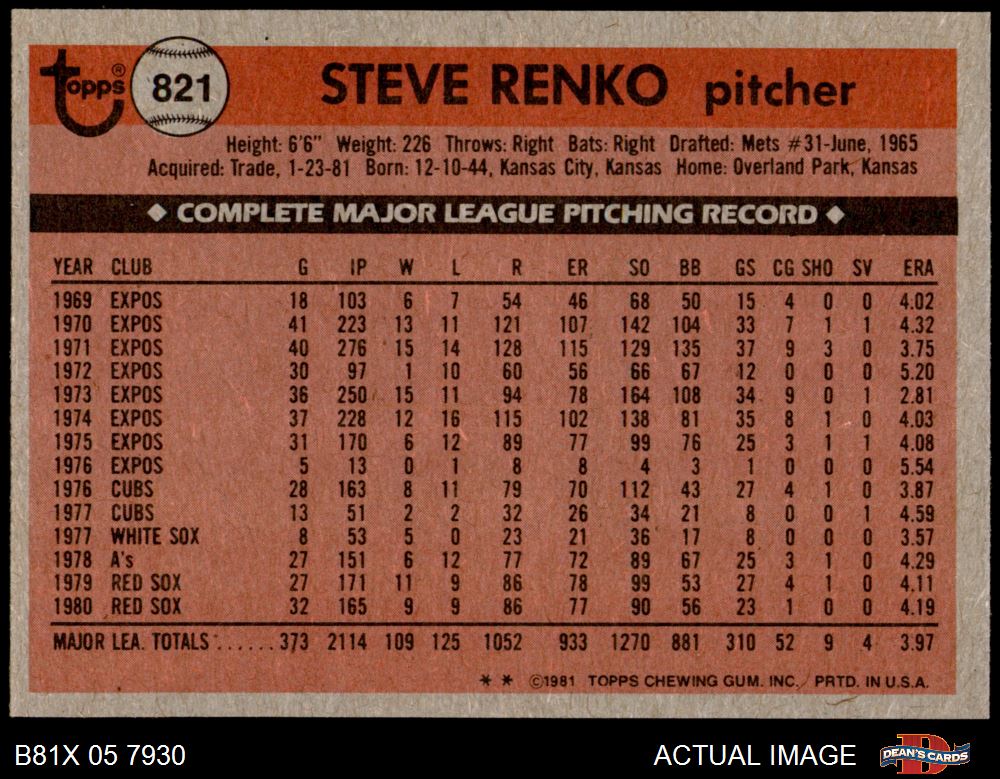 Topps® 821 STEVE RENKO pitcher
Height: 6'6" Weight: 226 Throws: Right Bats: Right Drafted: Mets #31-June, 1965
Acquired: Trade, 1-23-81 Born: 12-10-44, Kansas City, Kansas Home: Overland Park, Kansas
◆ COMPLETE MAJOR LEAGUE PITCHING RECORD ◆
YEAR CLUB G IP W L R ER SO BB GS CG SHO SV ERA
1969 EXPOS 18 103 6 7 54 46 68 50 15 4 0 0 4.02
1970 EXPOS 41 223 13 11 121 107 142 104 33 7 1 1 4.32
1971 EXPOS 40 276 15 14 128 115 129 135 37 9 3 0 3.75
1972 EXPOS 30 97 1 10 60 56 66 67 12 0 0 0 5.20
1973 EXPOS 36 250 15 11 94 78 164 108 34 9 0 1 2.81
1974 EXPOS 37 228 12 16 115 102 138 81 35 8 1 0 4.03
1975 EXPOS 31 170 6 12 89 77 99 76 25 3 1 1 4.08
1976 EXPOS 5 13 0 1 8 8 4 3 1 0 0 0 5.54
1976 CUBS 28 163 8 11 79 70 112 43 27 4 1 0 3.87
1977 CUBS 13 51 2 2 32 26 34 21 8 0 0 1 4.59
1977 WHITE SOX 8 53 5 0 23 21 36 17 8 0 0 0 3.57
1978 A's 27 151 6 12 77 72 89 67 25 3 1 0 4.29
1979 RED SOX 27 171 11 9 86 78 99 53 27 4 1 0 4.11
1980 RED SOX 32 165 9 9 86 77 90 56 23 1 0 0 4.19
MAJOR LEA. TOTALS ......373 2114 109 125 1052 933 1270 881 310 52 9 4 3.97
* * ©1981 TOPPS CHEWING GUM. INC. PRTD. IN U.S.A.
B81X 05 7930 ACTUAL IMAGE DEAN'S CARDS